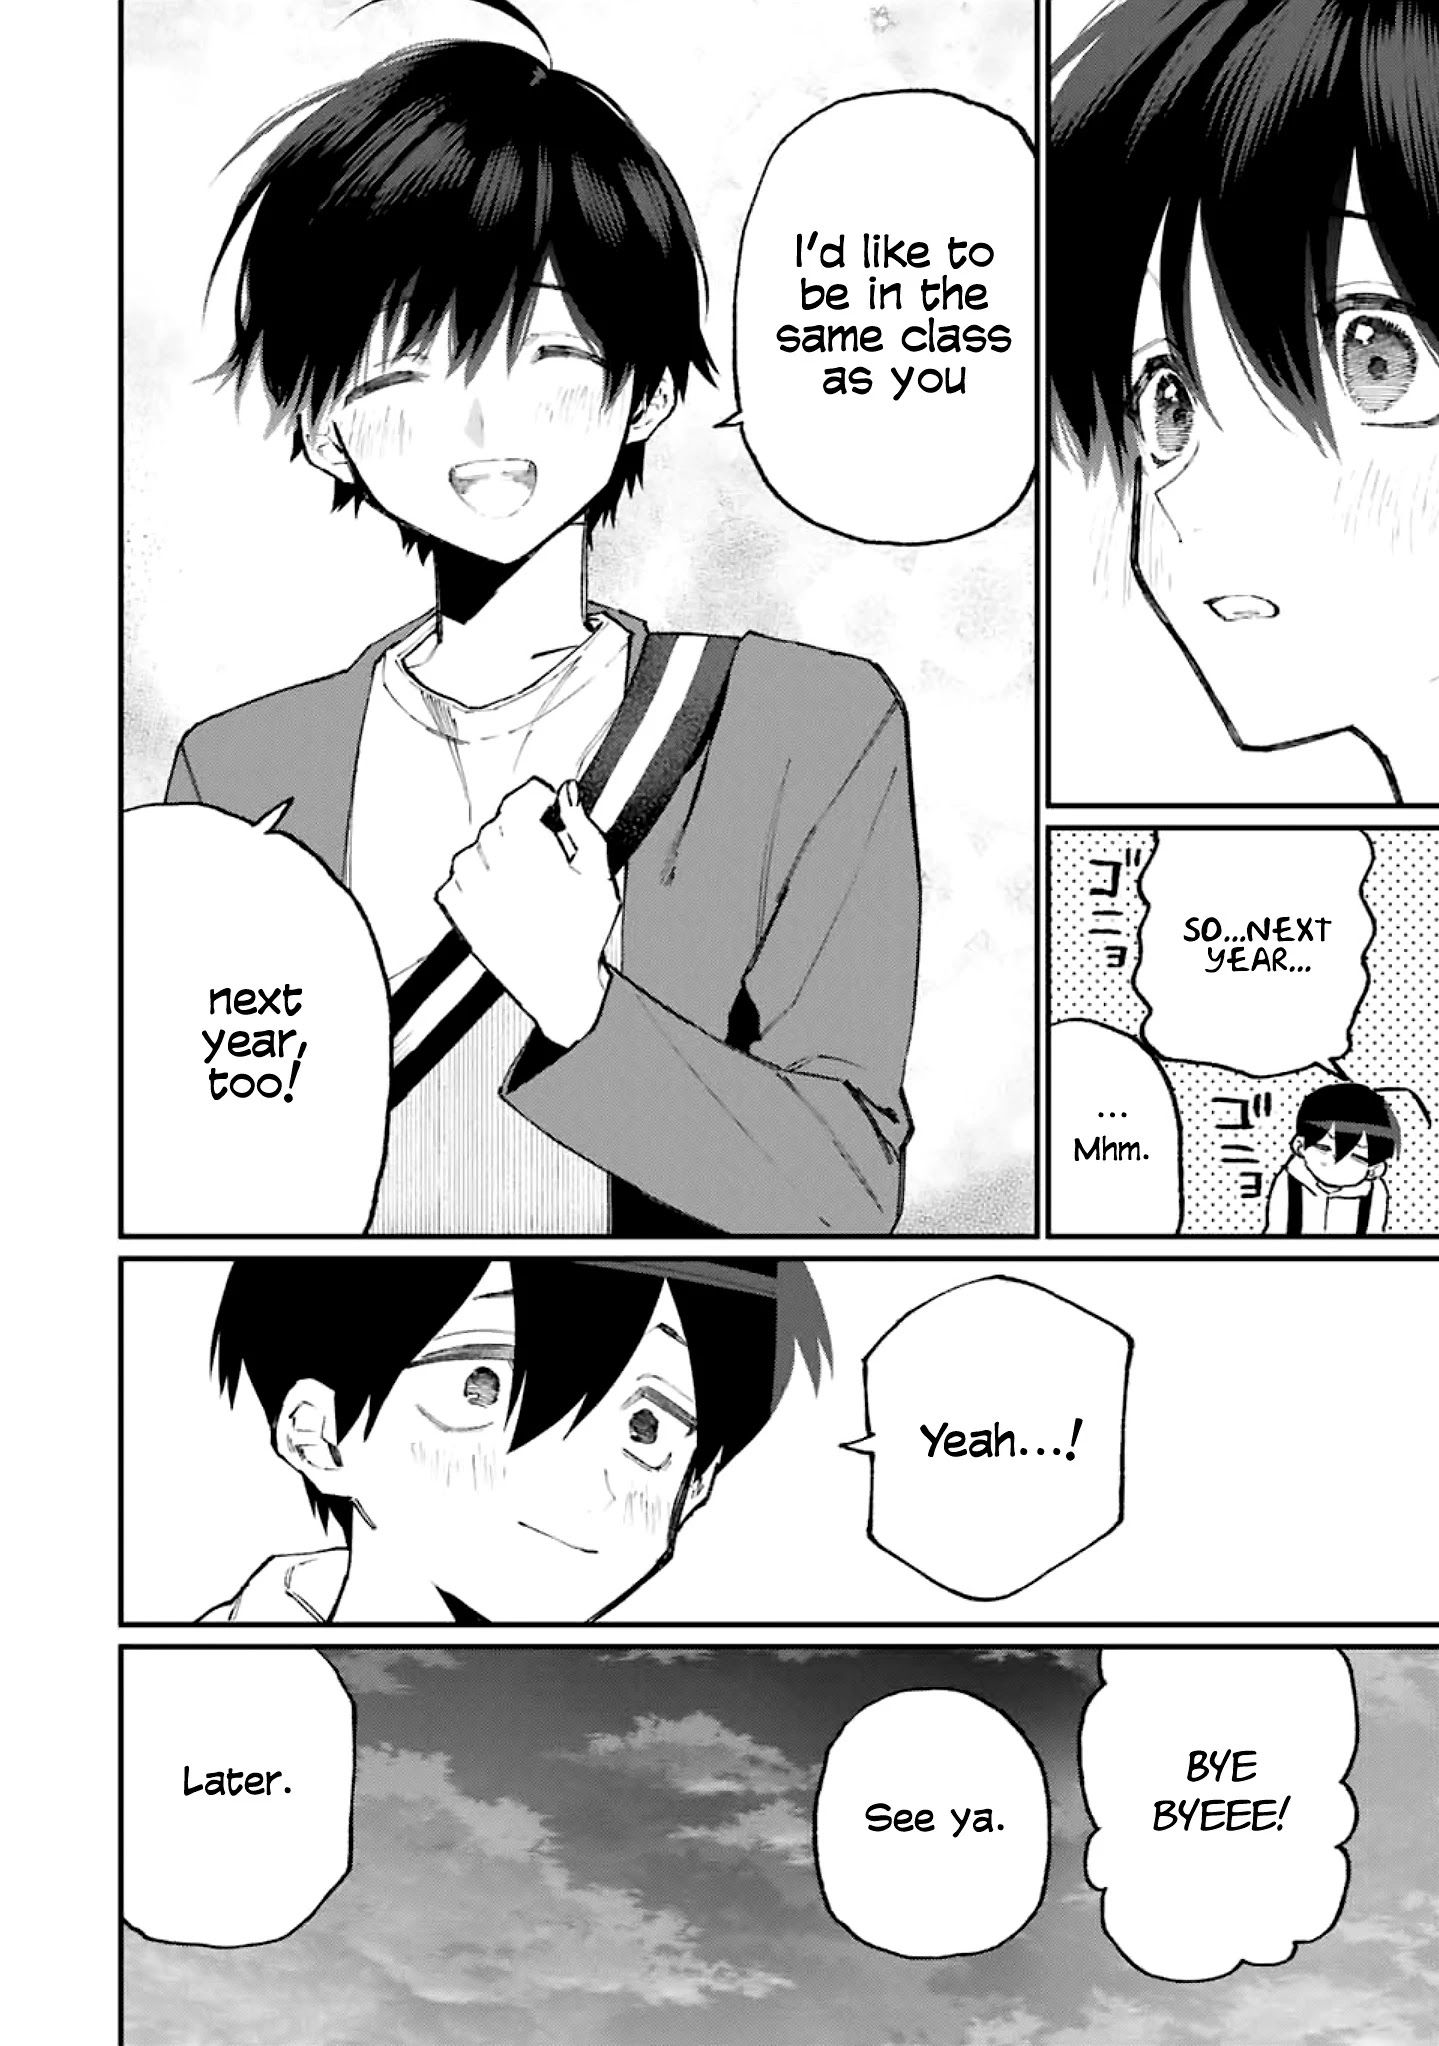 I'd like to
be in the
same class
as you
next
year,
too!
SO...NEXT
YEAR...
ゴニョ
...
Mhm.
ゴニョ
Yeah...!
BYE
BYEEE!
See ya.
Later.